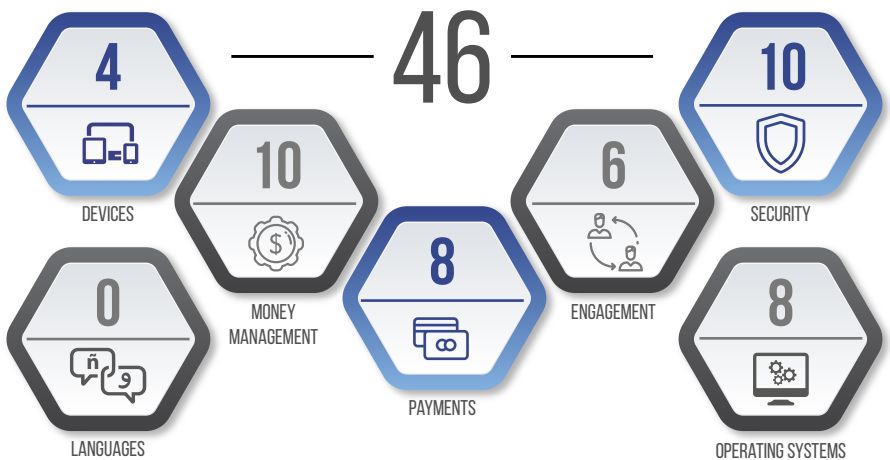 46
4
DEVICES
10
MONEY
MANAGEMENT
8
PAYMENTS
6
ENGAGEMENT
10
SECURITY
0
ñ
و
LANGUAGES
$
8
OPERATING SYSTEMS